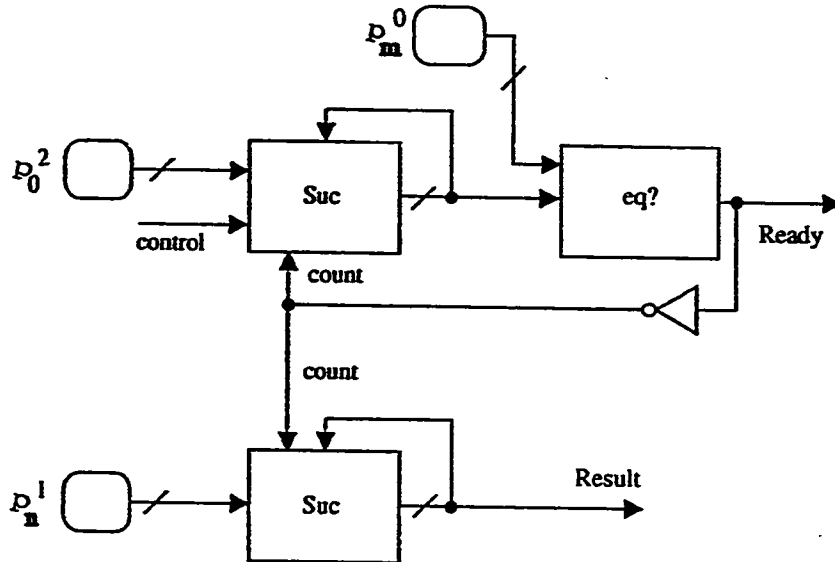 p_m^0
p_0^2
Suc
eq?
control
Ready
count
count
Result
p_n^1
Suc